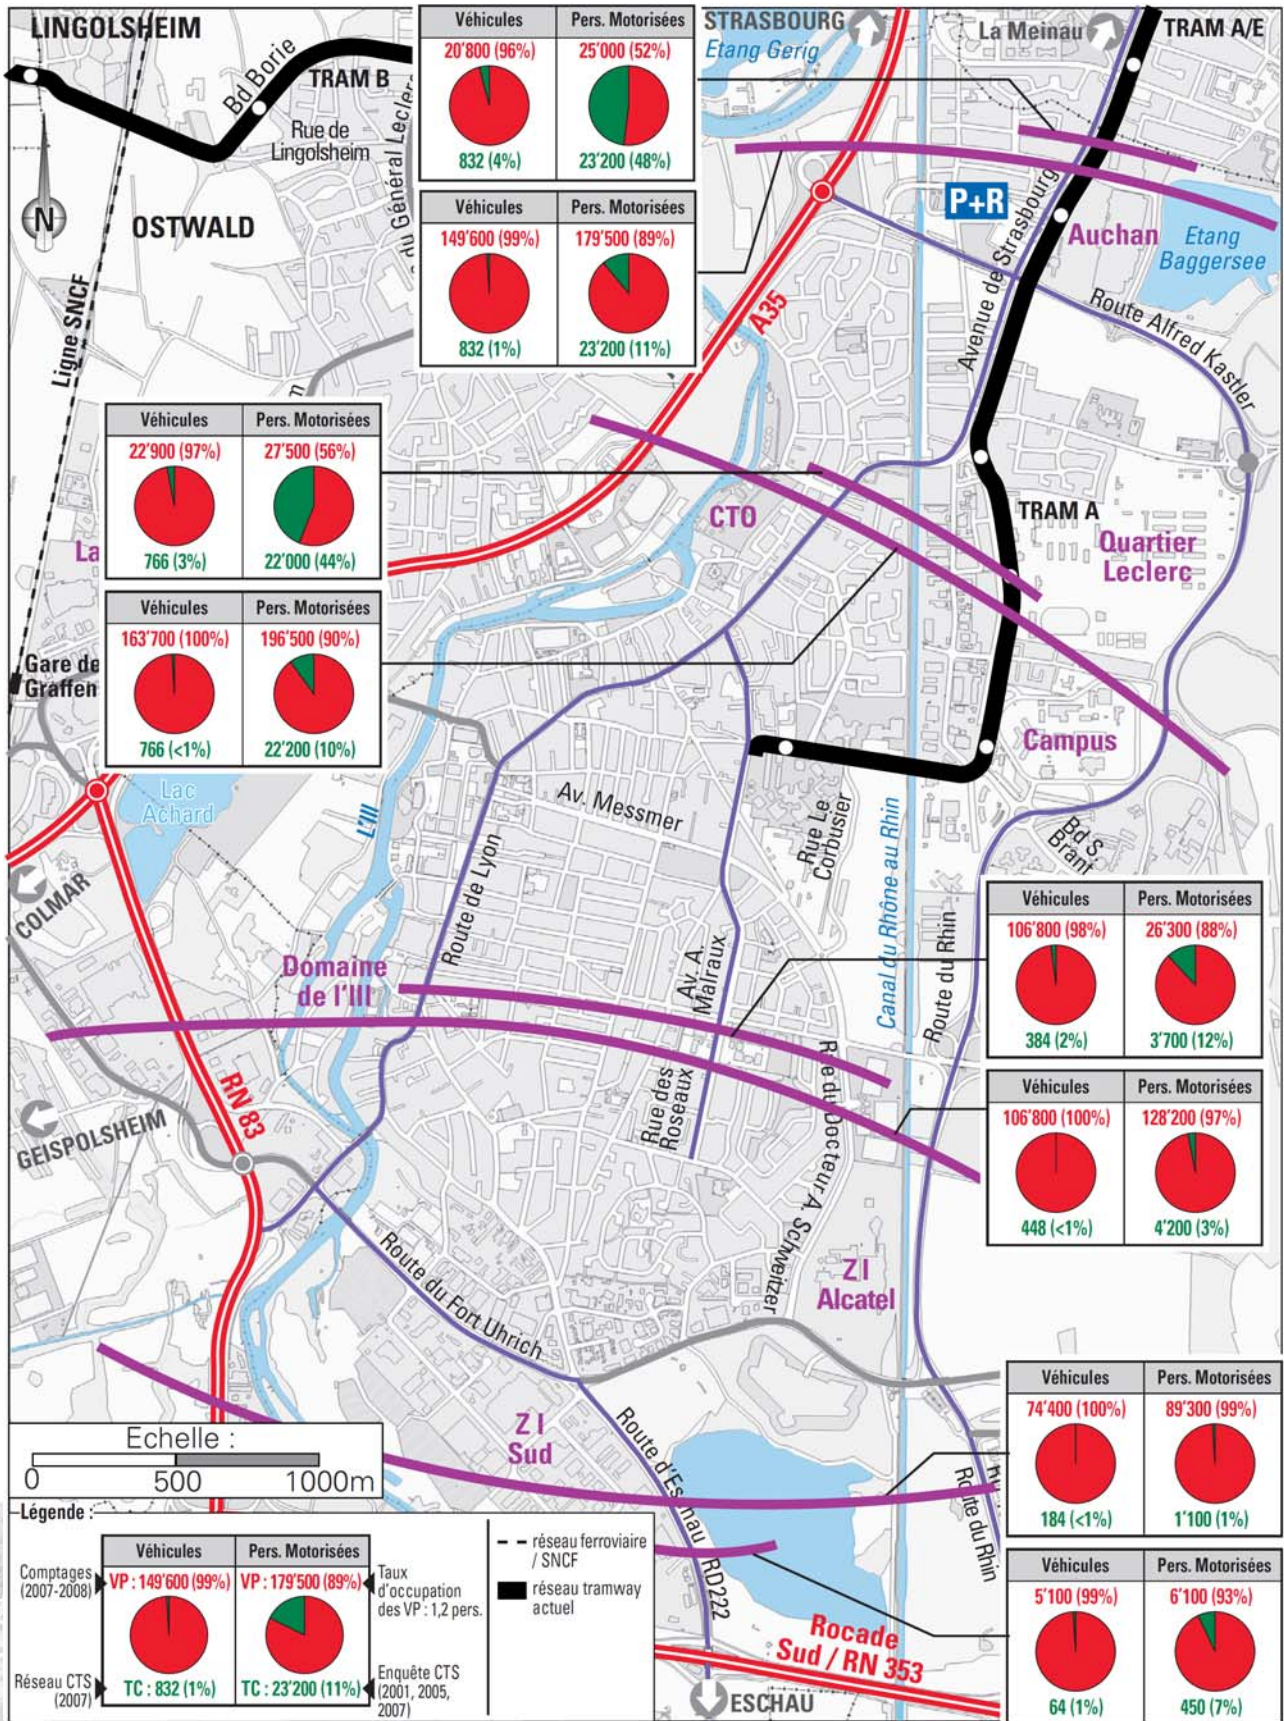 LINGOLSHEIM
Bd Borie
TRAM B
Rue de
Lingolsheim
OSTWALD
N
Ligne SNCF
du Général Lecler
Véhicules Pers. Motorisées
20'800 (96%) 25'000 (52%)
832 (4%) 23'200 (48%)
Véhicules Pers. Motorisées
149'600 (99%) 179'500 (89%)
832 (1%) 23'200 (11%)
STRASBOURG
Etang Gerig
La Meinau
TRAM A/E
P+R
Auchan
Etang
Baggersee
Avenue de Strasbourg
Route Alfred Kastler
A35
Véhicules Pers. Motorisées
22'900 (97%) 27'500 (56%)
766 (3%) 22'000 (44%)
La
CTO
TRAM A
Quartier
Leclerc
Véhicules Pers. Motorisées
163'700 (100%) 196'500 (90%)
766 (<1%) 22'200 (10%)
Gare de
Graffen
Campus
Lac
Achard
L'Ill
Av. Messmer
Rue Le
Corbusier
Canal du Rhône au Rhin
Bd S.
Brant
COLMAR
Route de Lyon
Domaine
de l'Ill
Av. A.
Malraux
Route du Rhin
Véhicules Pers. Motorisées
106'800 (98%) 26'300 (88%)
384 (2%) 3'700 (12%)
RN 83
GEISPOLSHEIM
Rue des
Roseaux
Rue du Docteur A. Schweitzer
Véhicules Pers. Motorisées
106'800 (100%) 128'200 (97%)
448 (<1%) 4'200 (3%)
Route du Fort Uhrich
ZI
Alcatel
ZI
Sud
Route d'Eschau RD222
Route du Rhin
Véhicules Pers. Motorisées
74'400 (100%) 89'300 (99%)
184 (<1%) 1'100 (1%)
Véhicules Pers. Motorisées
5'100 (99%) 6'100 (93%)
64 (1%) 450 (7%)
Rocade
Sud / RN 353
ESCHAU
Echelle :
0 500 1000m
Légende :
Véhicules Pers. Motorisées
Comptages
(2007-2008)
VP : 149'600 (99%) VP : 179'500 (89%)
Taux
d'occupation
des VP : 1,2 pers.
Réseau CTS
(2007)
TC : 832 (1%) TC : 23'200 (11%)
Enquête CTS
(2001, 2005,
2007)
réseau ferroviaire
/ SNCF
réseau tramway
actuel